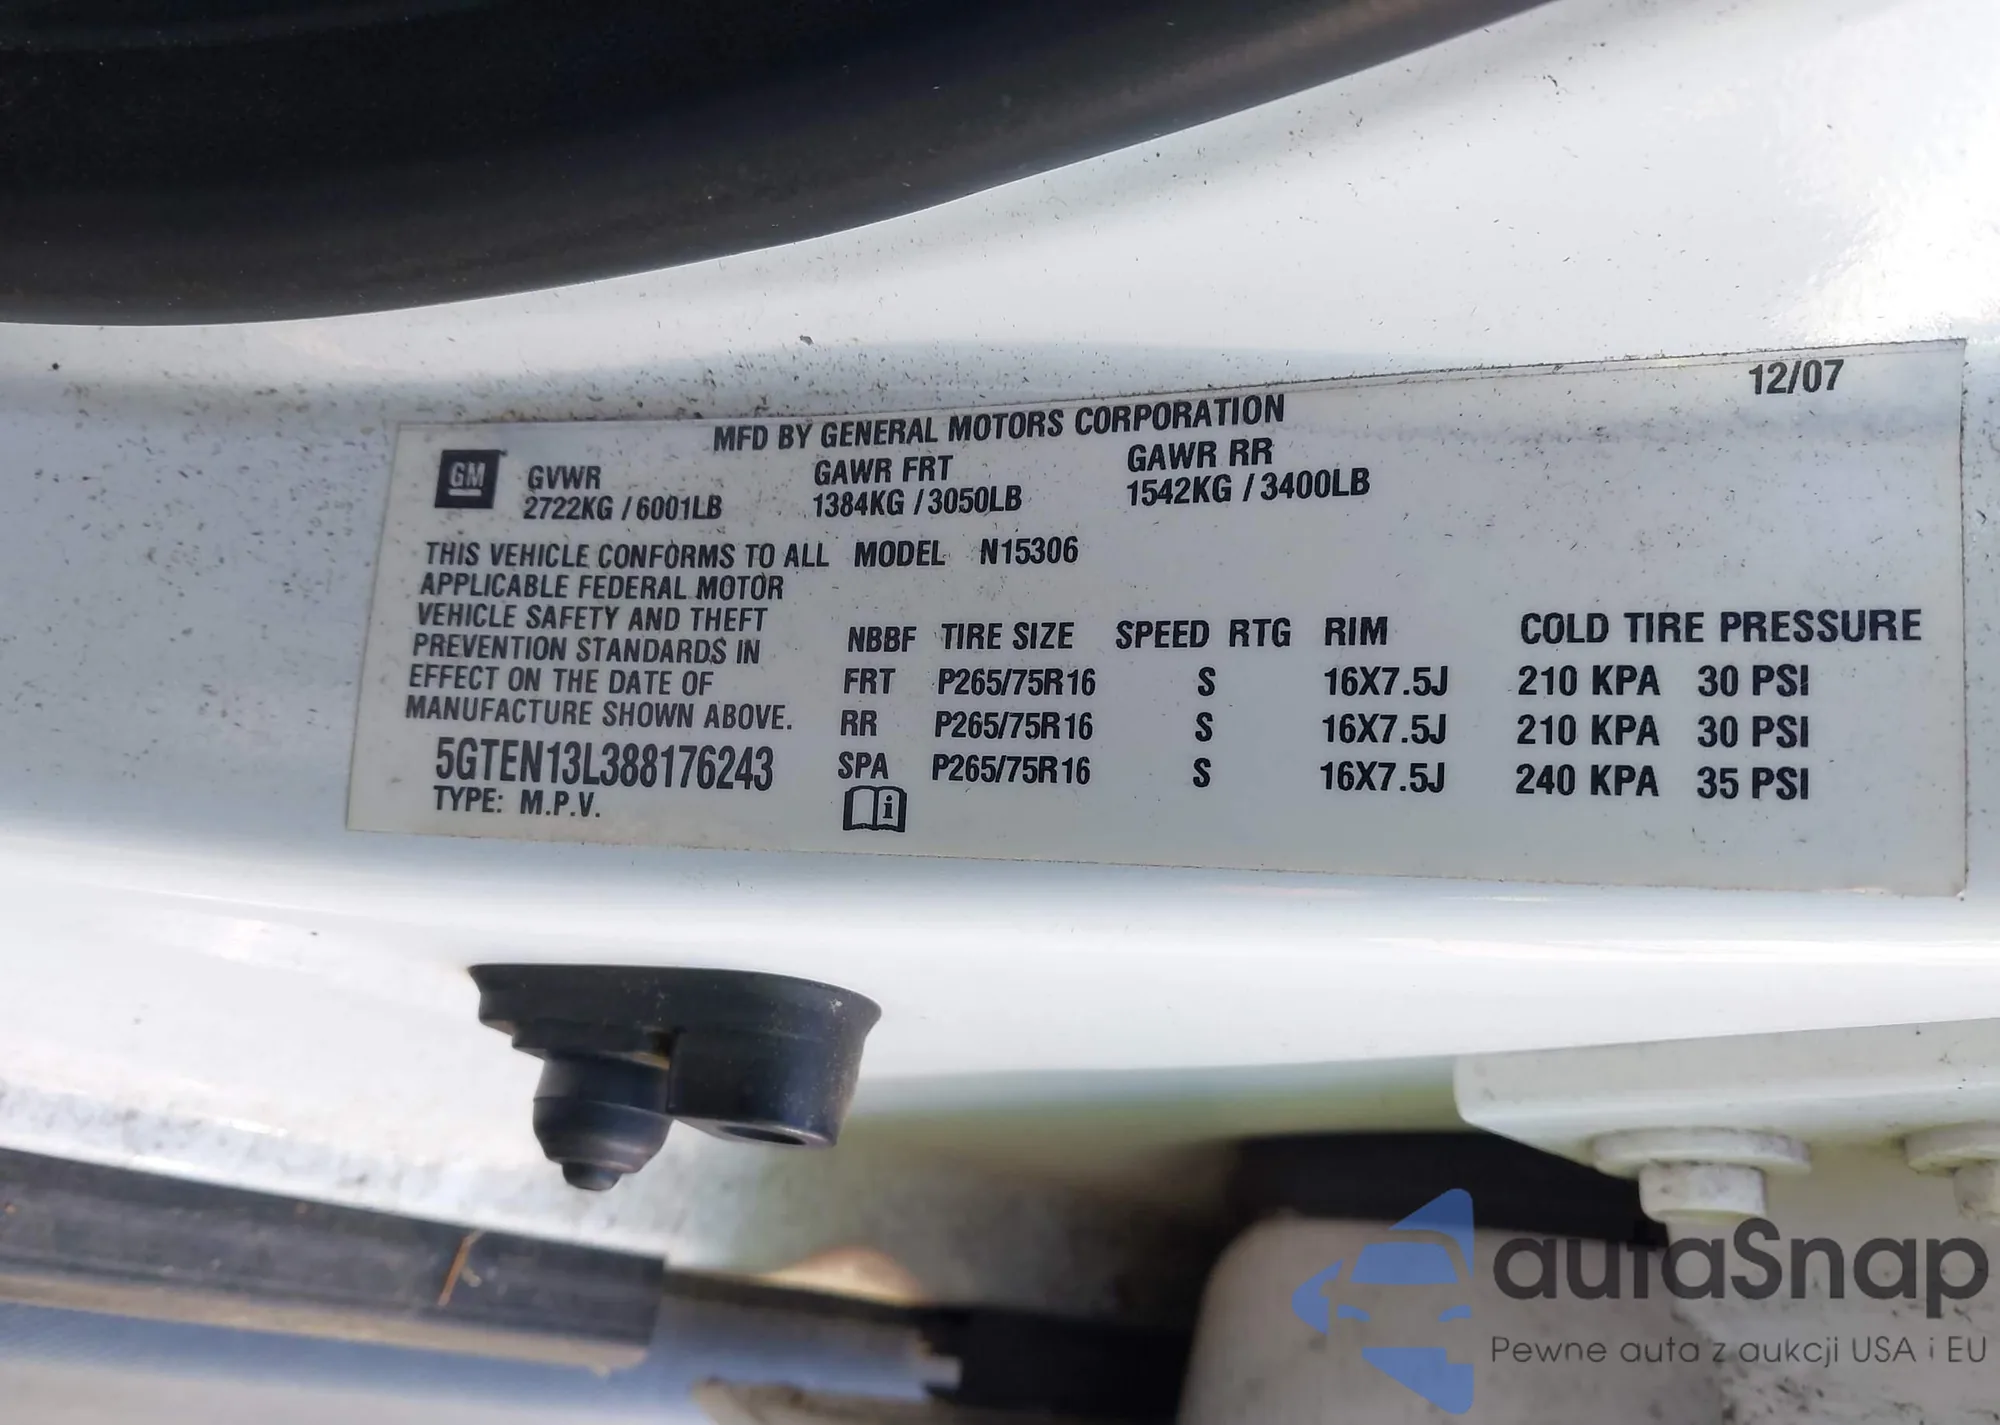 12/07
MFD BY GENERAL MOTORS CORPORATION
GM
GVWR GAWR FRT GAWR RR
2722KG / 6001LB 1384KG / 3050LB 1542KG / 3400LB
THIS VEHICLE CONFORMS TO ALL MODEL N15306
APPLICABLE FEDERAL MOTOR
VEHICLE SAFETY AND THEFT
PREVENTION STANDARDS IN
EFFECT ON THE DATE OF
MANUFACTURE SHOWN ABOVE.
5GTEN13L388176243
TYPE: M.P.V.
NBBF TIRE SIZE SPEED RTG RIM COLD TIRE PRESSURE
FRT P265/75R16 S 16X7.5J 210 KPA 30 PSI
RR P265/75R16 S 16X7.5J 210 KPA 30 PSI
SPA P265/75R16 S 16X7.5J 240 KPA 35 PSI
autaSnap
Pewne auta z aukcji USA i EU